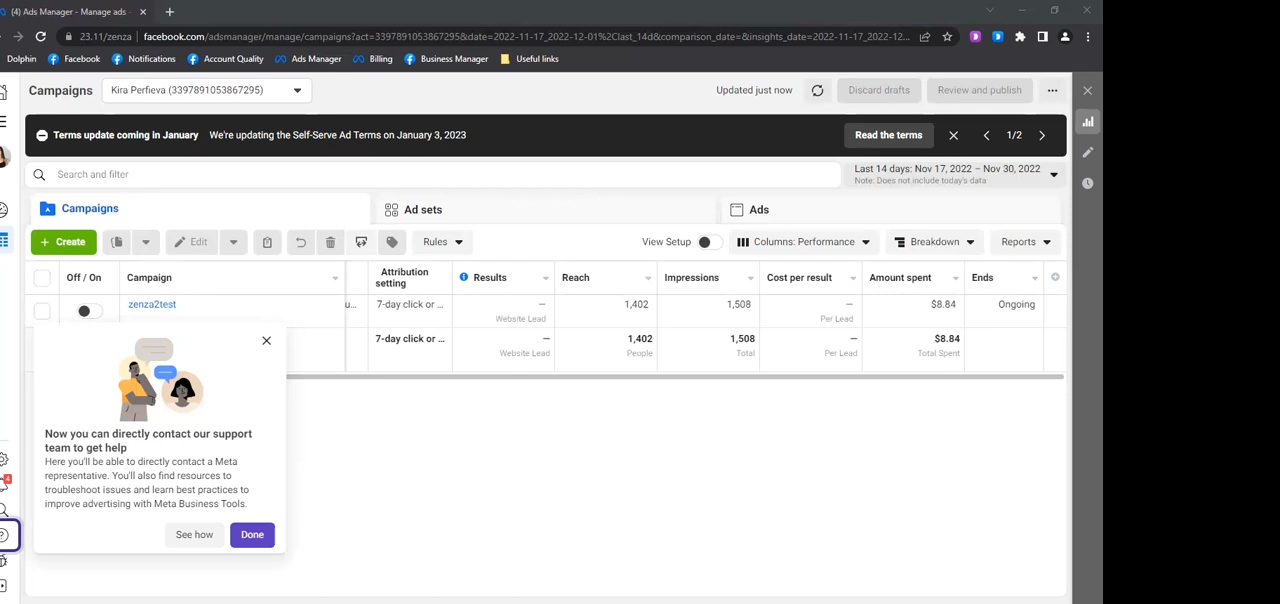 (4) Ads Manager - Manage ads
23.11/zenza facebook.com/adsmanager/manage/campaigns?act=3397891053867295&date=2022-11-17_2022-12-01%2Clast_14d&comparison_date=&insights_date=2022-11-17_2022-12...
Dolphin Facebook Notifications Account Quality Ads Manager Billing Business Manager Useful links
Campaigns Kira Perfieva (3397891053867295) Updated just now Discard drafts Review and publish
Terms update coming in January We're updating the Self-Serve Ad Terms on January 3, 2023 Read the terms 1/2
Search and filter Last 14 days: Nov 17, 2022 – Nov 30, 2022
Note: Does not include today's data
Campaigns Ad sets Ads
+ Create Edit Rules View Setup Columns: Performance Breakdown Reports
Off / On Campaign Attribution setting Results Reach Impressions Cost per result Amount spent Ends
zenza2test u... 7-day click or ... — 1,402 1,508 — $8.84 Ongoing
Website Lead Per Lead
7-day click or ... — 1,402 1,508 — $8.84
Website Lead People Total Per Lead Total Spent
Now you can directly contact our support
team to get help
Here you'll be able to directly contact a Meta
representative. You'll also find resources to
troubleshoot issues and learn best practices to
improve advertising with Meta Business Tools.
See how Done
4